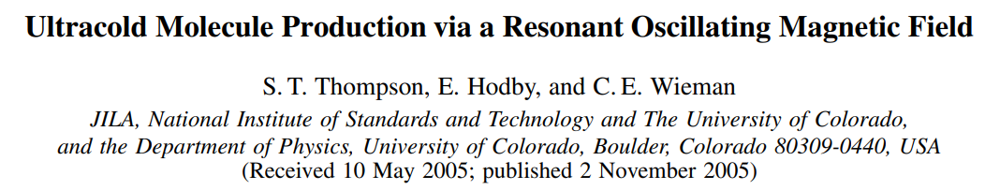 Ultracold Molecule Production via a Resonant Oscillating Magnetic Field
S. T. Thompson, E. Hodby, and C. E. Wieman
JILA, National Institute of Standards and Technology and The University of Colorado,
and the Department of Physics, University of Colorado, Boulder, Colorado 80309-0440, USA
(Received 10 May 2005; published 2 November 2005)